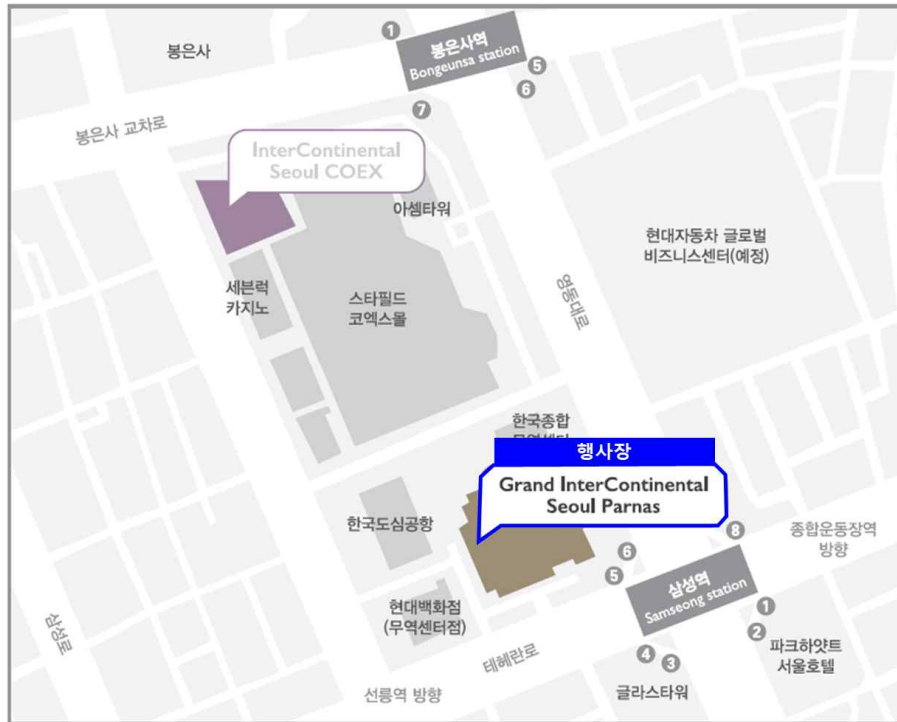 봉은사
1
봉은사역
Bongeunsa station
5
6
7
봉은사 교차로
InterContinental
Seoul COEX
아셈타워
현대자동차 글로벌
비즈니스센터(예정)
세븐럭
카지노
스타필드
코엑스몰
영동대로
한국종합
행사장
Grand InterContinental
Seoul Parnas
한국도심공항
8
종합운동장역
방향
6
5
삼성역
Samseong station
1
2
현대백화점
(무역센터점)
삼성로
테헤란로
4
3
파크하얏트
서울호텔
선릉역 방향
글라스타워